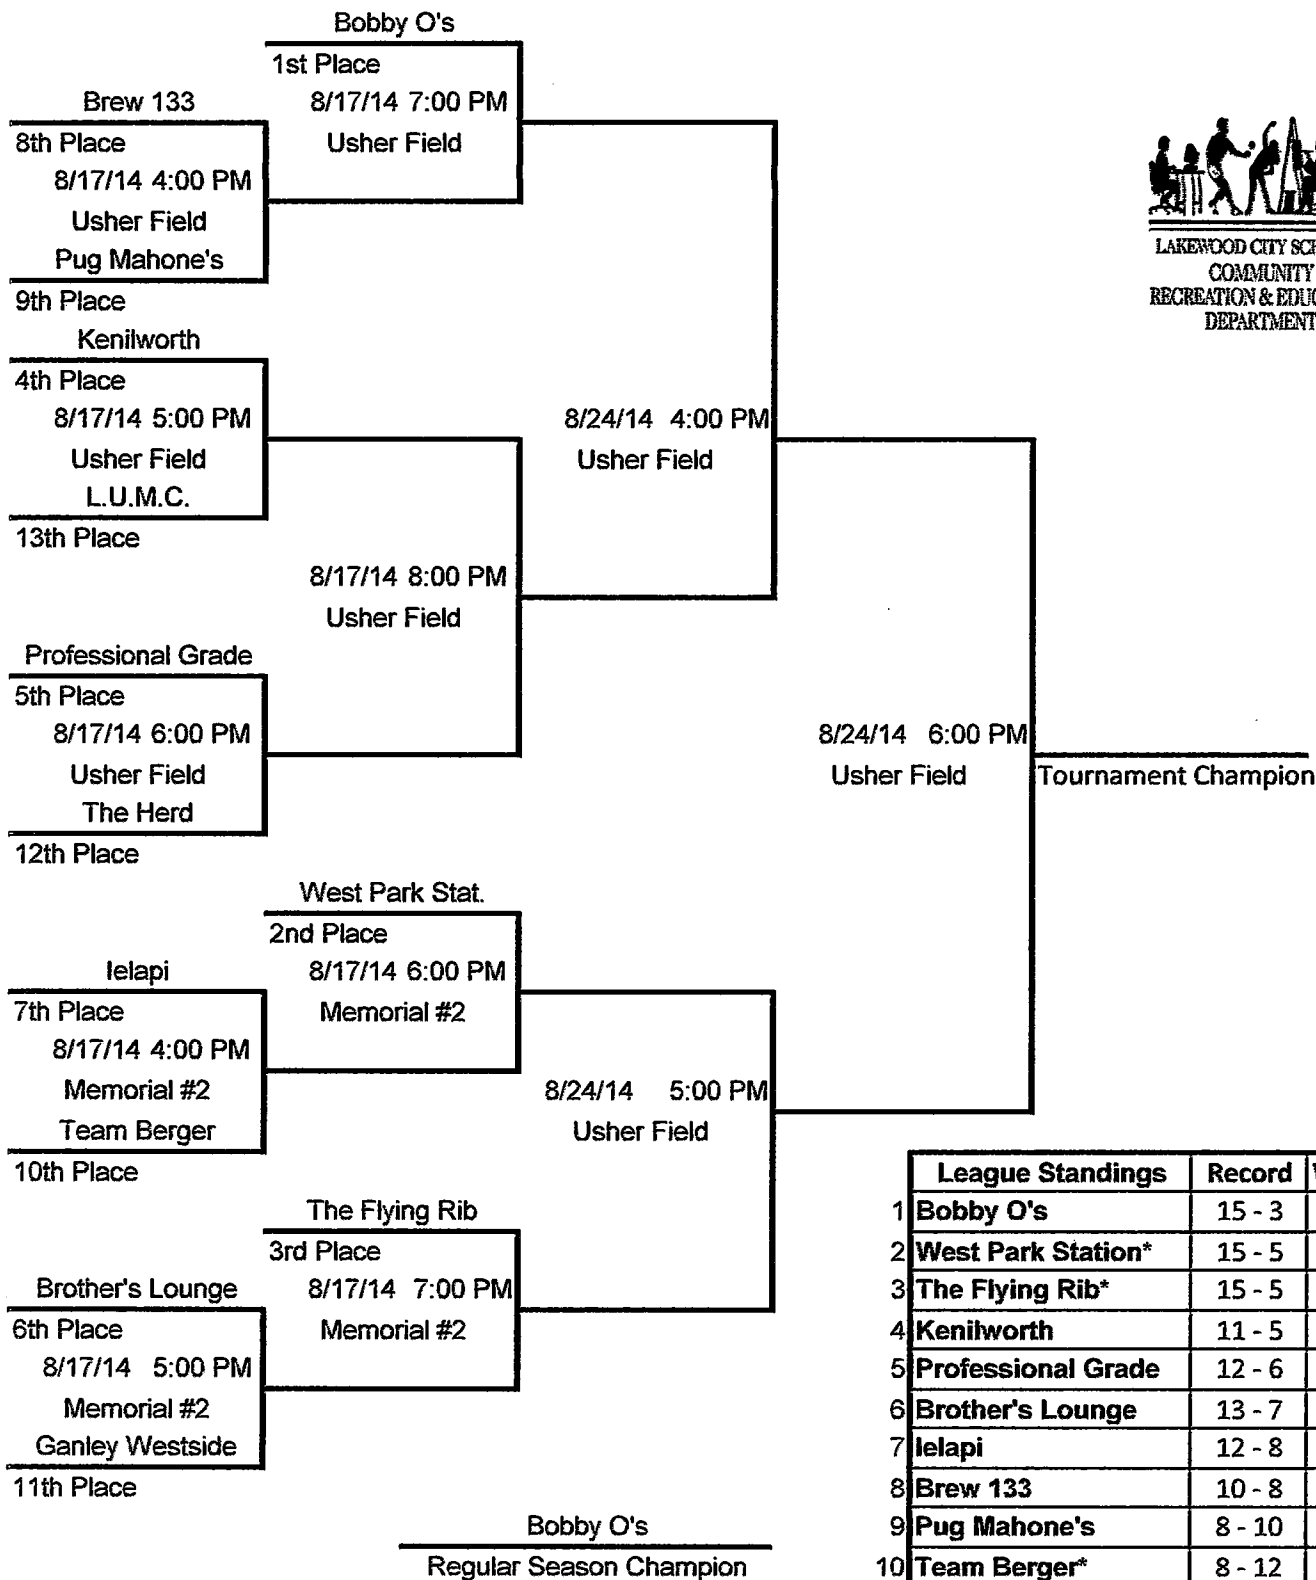 Bobby O's
1st Place
8/17/14 7:00 PM
Usher Field
Brew 133
8th Place
8/17/14 4:00 PM
Usher Field
Pug Mahone's
9th Place
Kenilworth
4th Place
8/17/14 5:00 PM
Usher Field
L.U.M.C.
13th Place
8/24/14 4:00 PM
Usher Field
8/17/14 8:00 PM
Usher Field
Professional Grade
5th Place
8/17/14 6:00 PM
Usher Field
The Herd
12th Place
8/24/14 6:00 PM
Usher Field
Tournament Champion
West Park Stat.
2nd Place
8/17/14 6:00 PM
Memorial #2
Ielapi
7th Place
8/17/14 4:00 PM
Memorial #2
Team Berger
10th Place
8/24/14 5:00 PM
Usher Field
The Flying Rib
3rd Place
8/17/14 7:00 PM
Memorial #2
Brother's Lounge
6th Place
8/17/14 5:00 PM
Memorial #2
Ganley Westside
11th Place
Bobby O's
Regular Season Champion
LAKEWOOD CITY
COMMUNITY
RECREATION &
DEPARTMENT
League Standings Record
1 Bobby O's 15 - 3
2 West Park Station* 15 - 5
3 The Flying Rib* 15 - 5
4 Kenilworth 11 - 5
5 Professional Grade 12 - 6
6 Brother's Lounge 13 - 7
7 Ielapi 12 - 8
8 Brew 133 10 - 8
9 Pug Mahone's 8 - 10
10 Team Berger* 8 - 12